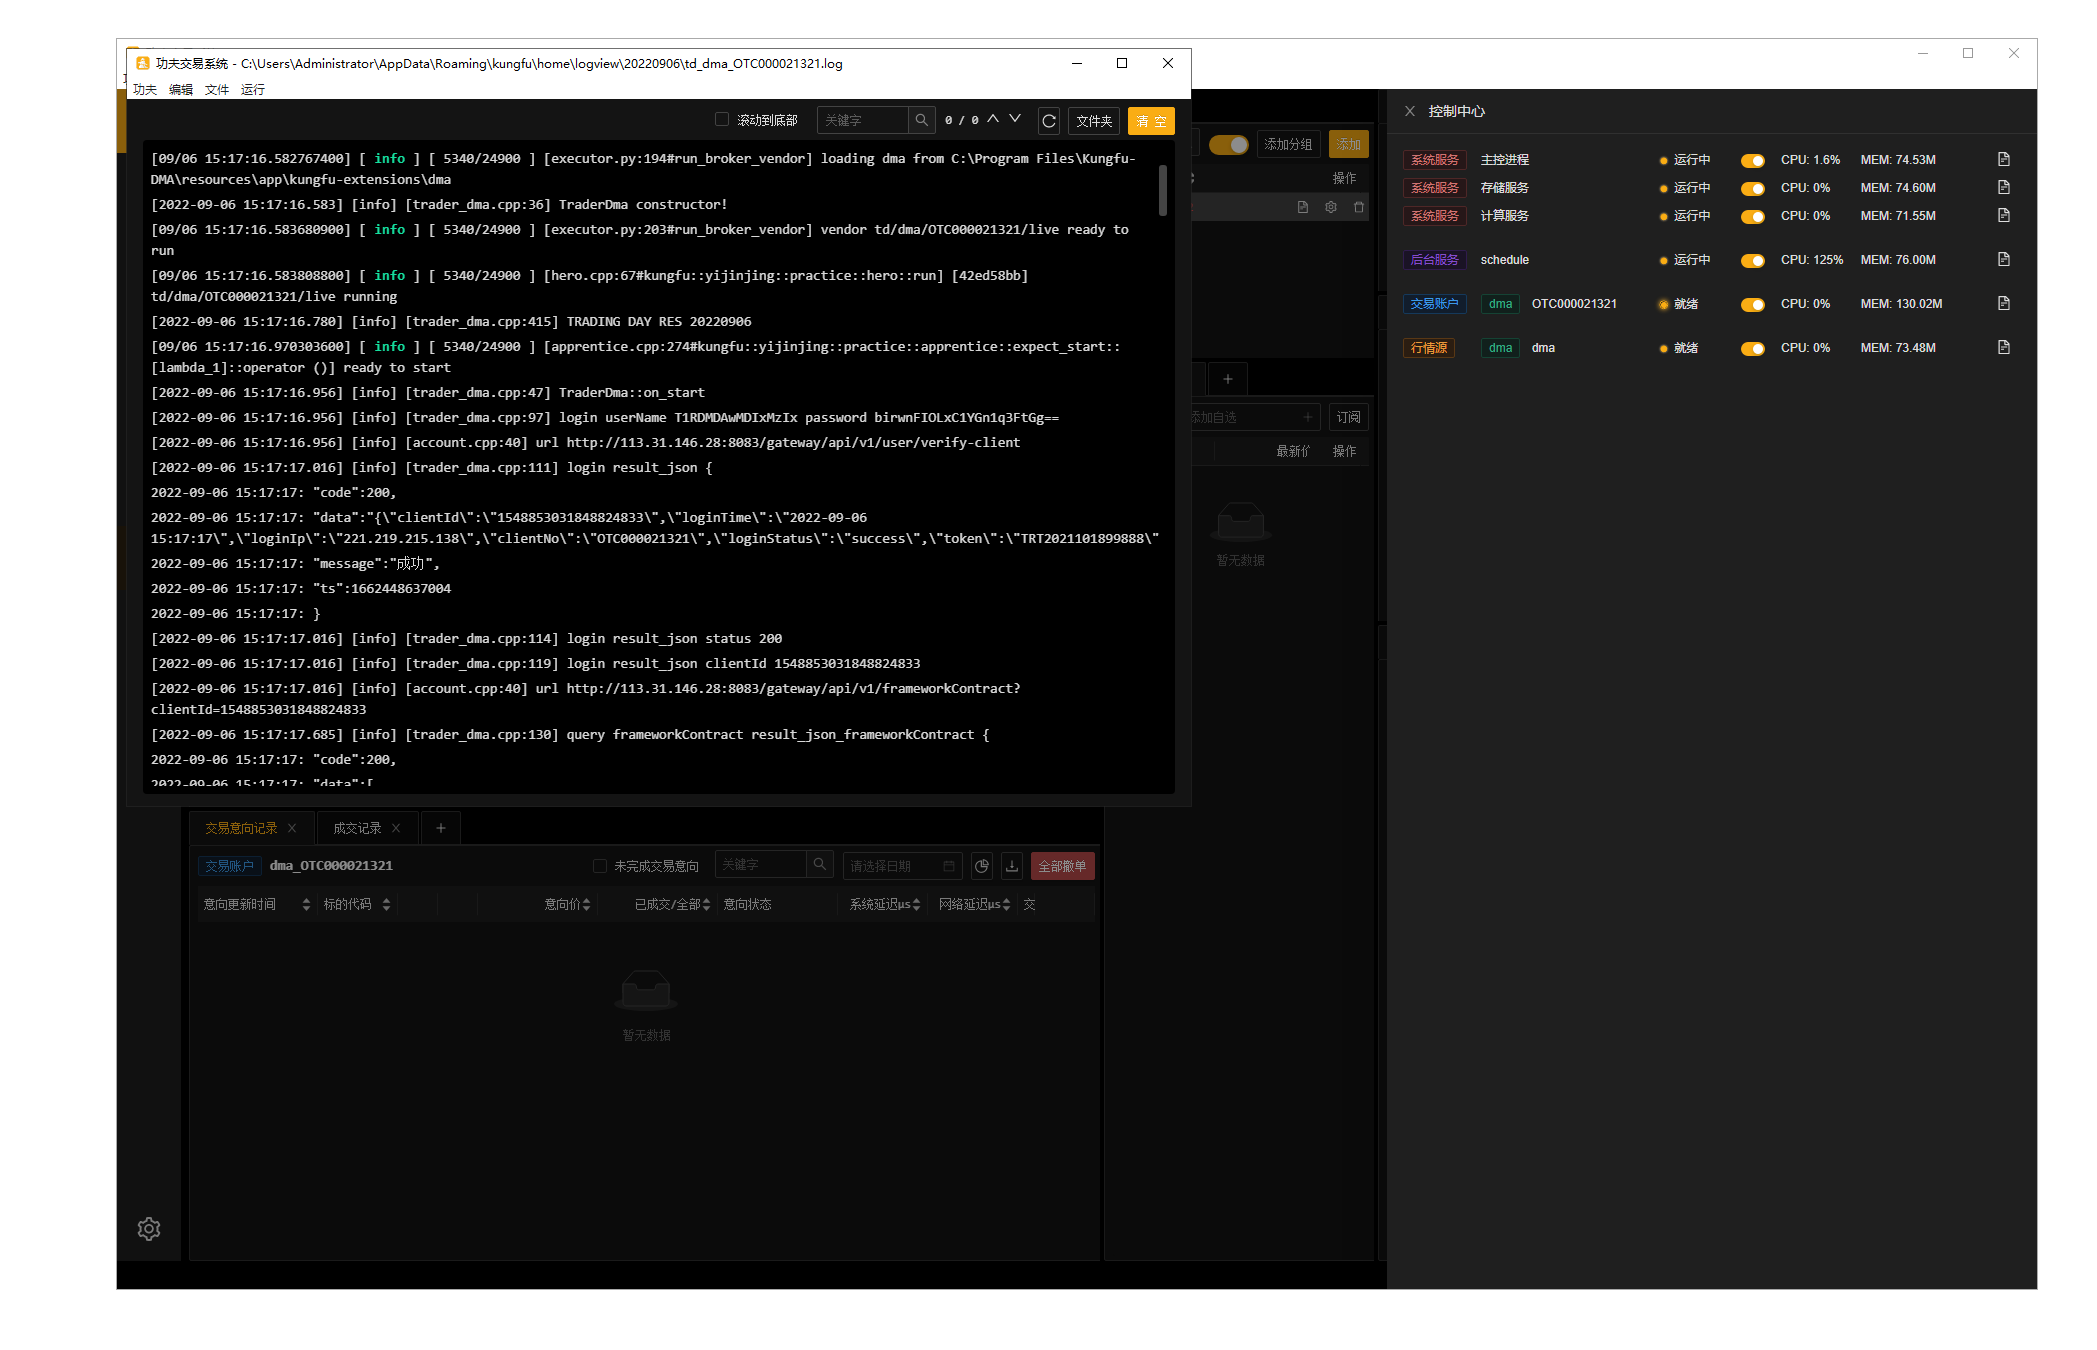 功夫交易系统 - C:\Users\Administrator\AppData\Roaming\kungfu\home\logview\20220906\td_dma_OTC000021321.log
功夫 编辑 文件 运行
滚动到底部 关键字 0 / 0 文件夹 清 空
[09/06 15:17:16.582767400] [ info ] [ 5340/24900 ] [executor.py:194#run_broker_vendor] loading dma from C:\Program Files\Kungfu-
DMA\resources\app\kungfu-extensions\dma
[2022-09-06 15:17:16.583] [info] [trader_dma.cpp:36] TraderDma constructor!
[09/06 15:17:16.583680900] [ info ] [ 5340/24900 ] [executor.py:203#run_broker_vendor] vendor td/dma/OTC000021321/live ready to
run
[09/06 15:17:16.583808800] [ info ] [ 5340/24900 ] [hero.cpp:67#kungfu::yijinjing::practice::hero::run] [42ed58bb]
td/dma/OTC000021321/live running
[2022-09-06 15:17:16.780] [info] [trader_dma.cpp:415] TRADING DAY RES 20220906
[09/06 15:17:16.970303600] [ info ] [ 5340/24900 ] [apprentice.cpp:274#kungfu::yijinjing::practice::apprentice::expect_start::
[lambda_1]::operator ()] ready to start
[2022-09-06 15:17:16.956] [info] [trader_dma.cpp:47] TraderDma::on_start
[2022-09-06 15:17:16.956] [info] [trader_dma.cpp:97] login userName T1RDMDAwMDIxMzIx password birwnFIOLxC1YGn1q3FtGg==
[2022-09-06 15:17:16.956] [info] [account.cpp:40] url http://113.31.146.28:8083/gateway/api/v1/user/verify-client
[2022-09-06 15:17:17.016] [info] [trader_dma.cpp:111] login result_json {
2022-09-06 15:17:17: "code":200,
2022-09-06 15:17:17: "data":"{\"clientId\":\"1548853031848824833\",\"loginTime\":\"2022-09-06
15:17:17\",\"loginIp\":\"221.219.215.138\",\"clientNo\":\"OTC000021321\",\"loginStatus\":\"success\",\"token\":\"TRT2021101899888\"
2022-09-06 15:17:17: "message":"成功",
2022-09-06 15:17:17: "ts":1662448637004
2022-09-06 15:17:17: }
[2022-09-06 15:17:17.016] [info] [trader_dma.cpp:114] login result_json status 200
[2022-09-06 15:17:17.016] [info] [trader_dma.cpp:119] login result_json clientId 1548853031848824833
[2022-09-06 15:17:17.016] [info] [account.cpp:40] url http://113.31.146.28:8083/gateway/api/v1/frameworkContract?
clientId=1548853031848824833
[2022-09-06 15:17:17.685] [info] [trader_dma.cpp:130] query frameworkContract result_json_frameworkContract {
2022-09-06 15:17:17: "code":200,
2022-09-06 15:17:17: "data":[
添加分组 添加
操作
添加自选 订阅
最新价 操作
暂无数据
控制中心
系统服务 主控进程 运行中 CPU: 1.6% MEM: 74.53M
系统服务 存储服务 运行中 CPU: 0% MEM: 74.60M
系统服务 计算服务 运行中 CPU: 0% MEM: 71.55M
后台服务 schedule 运行中 CPU: 125% MEM: 76.00M
交易账户 dma OTC000021321 就绪 CPU: 0% MEM: 130.02M
行情源 dma dma 就绪 CPU: 0% MEM: 73.48M
交易意向记录 成交记录
交易账户 dma_OTC000021321 未完成交易意向 关键字 请选择日期 全部撤单
意向更新时间 标的代码 意向价 已成交/全部 意向状态 系统延迟μs 网络延迟μs 交
暂无数据